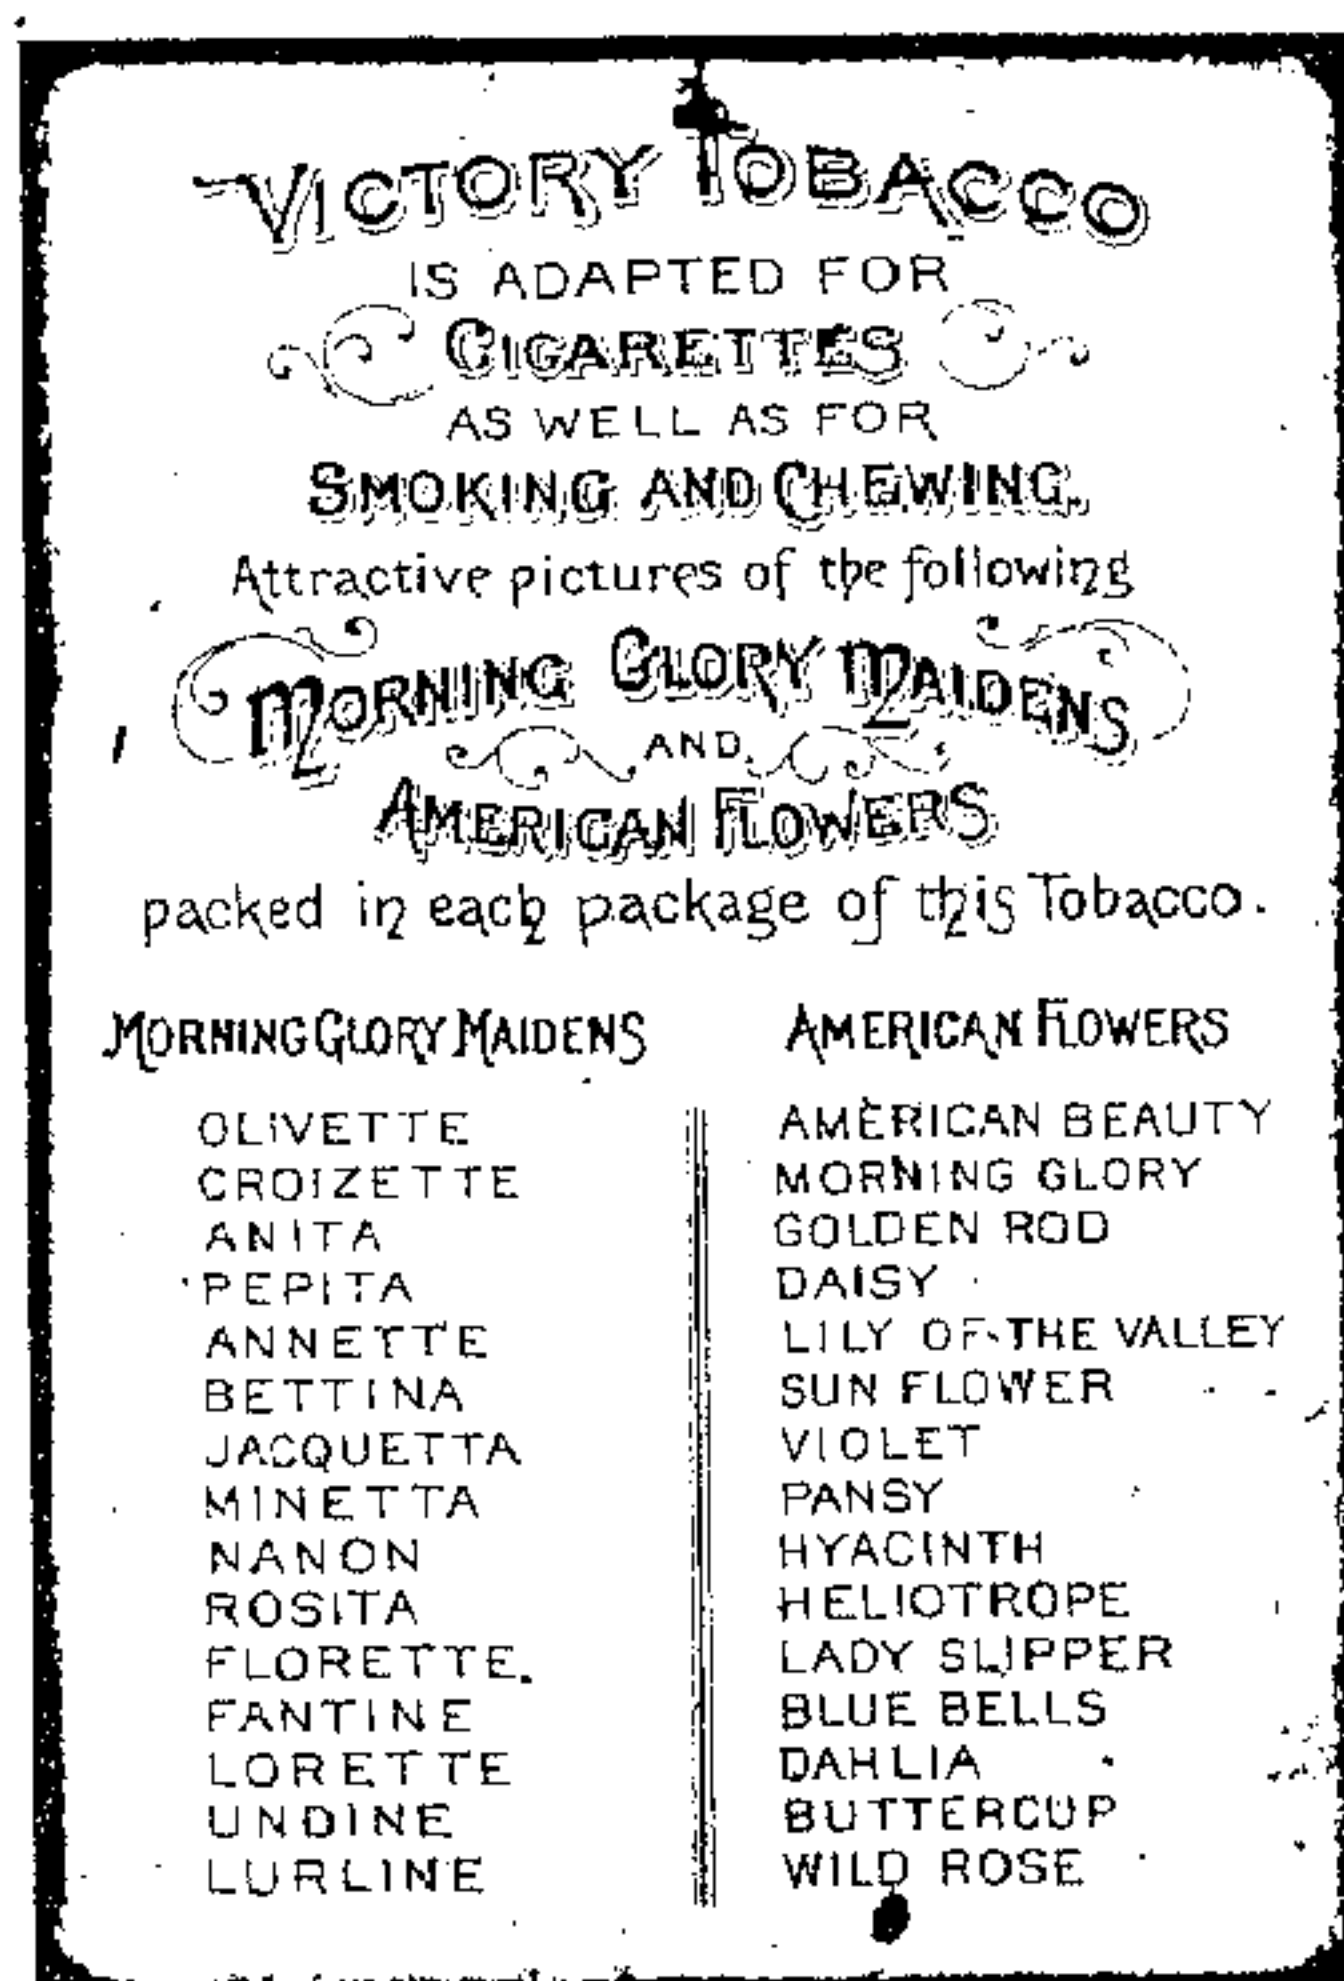 VICTORY TOBACCO
IS ADAPTED FOR
CIGARETTES
AS WELL AS FOR
SMOKING AND CHEWING.
Attractive pictures of the following
MORNING GLORY MAIDENS
AND
AMERICAN FLOWERS
packed in each package of this Tobacco.
MORNING GLORY MAIDENS
OLIVETTE
CROIZETTE
ANITA
PEPITA
ANNETTE
BETTINA
JACQUETTA
MINETTA
NANON
ROSITA
FLORETTE.
FANTINE
LORETTE
UNDINE
LURLINE
AMERICAN FLOWERS
AMERICAN BEAUTY
MORNING GLORY
GOLDEN ROD
DAISY
LILY OF THE VALLEY
SUN FLOWER
VIOLET
PANSY
HYACINTH
HELIOTROPE
LADY SLIPPER
BLUE BELLS
DAHLIA
BUTTERCUP
WILD ROSE